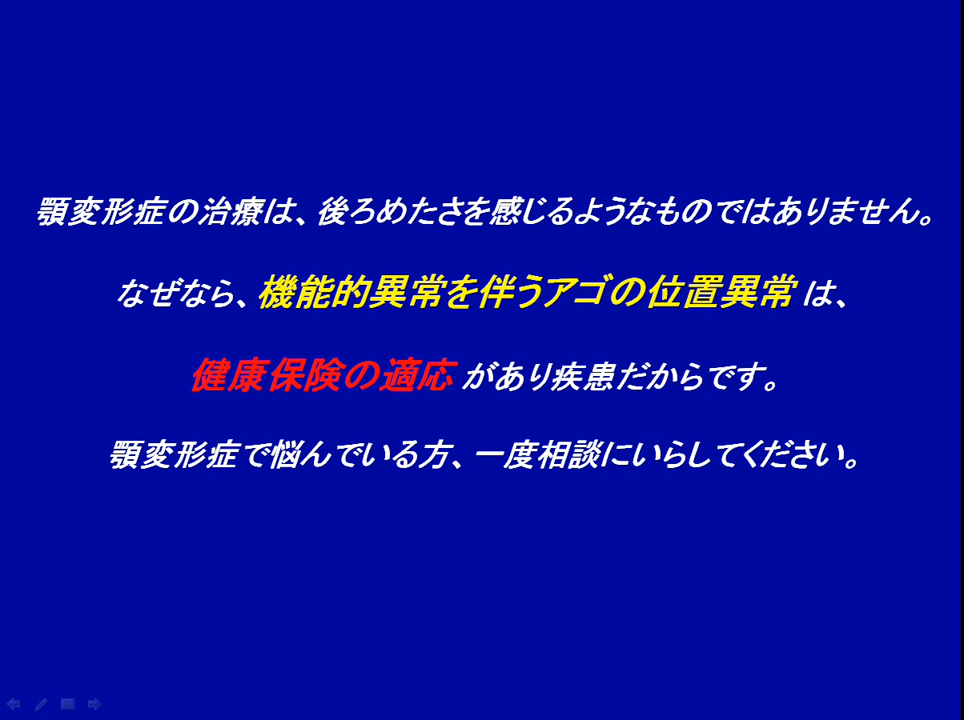 顎変形症の治療は、後ろめたさを感じるようなものではありません。
なぜなら、機能的異常を伴うアゴの位置異常 は、
健康保険の適応 があり疾患だからです。
顎変形症で悩んでいる方、一度相談にいらしてください。